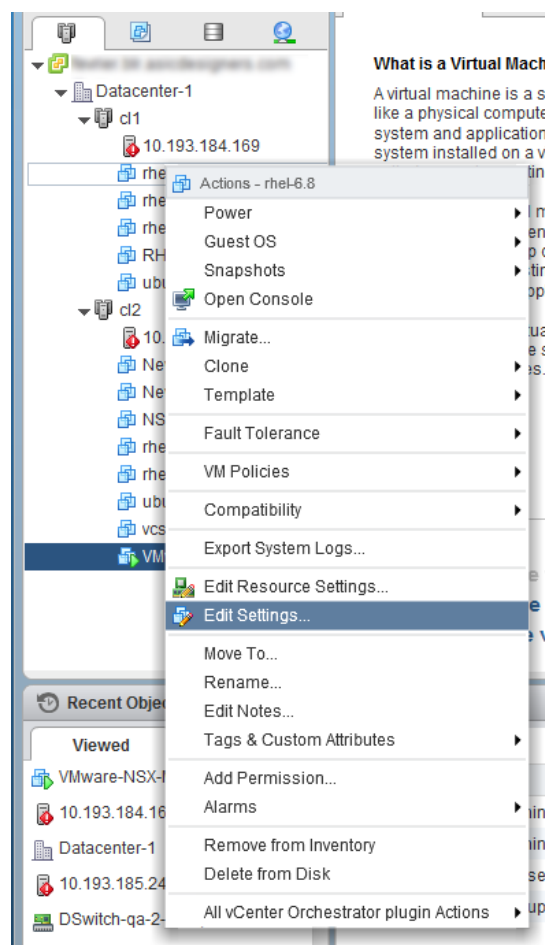 What is a Virtual Mach
Datacenter-1
A virtual machine is a s
like a physical compute
cl1
system and application
10.193.184.169
system installed on a v
rhe
tin
Actions - rhel-6.8
rhe
Power
rhe
Guest OS
RH
Snapshots
ubu
Open Console
cl2
10.
Migrate...
Ne
Clone
es.
Ne
Template
NS
rhe
Fault Tolerance
rhe
VM Policies
ubu
Compatibility
vcs
Export System Logs...
VM
Edit Resource Settings...
Edit Settings...
Move To...
Rename...
Recent Obje
Edit Notes...
Viewed
Tags & Custom Attributes
VMware-NSX-
Add Permission...
10.193.184.16
Alarms
Datacenter-1
Remove from Inventory
10.193.185.24
Delete from Disk
DSwitch-qa-2-
All vCenter Orchestrator plugin Actions